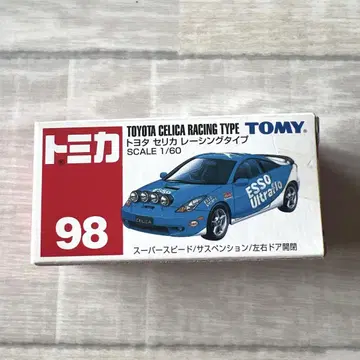 トミカ
98
TOYOTA CELICA RACING TYPE TOMY
トヨタ セリカ レーシングタイプ
SCALE 1/60
ESSO
Ultraflo
CELICA
スーパースピード/サスペンション/左右ドア開閉